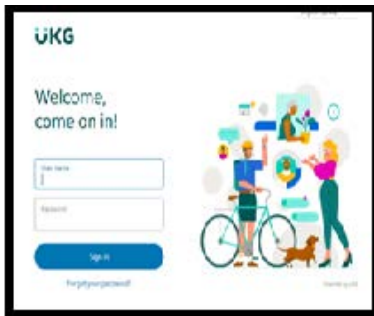 UKG
Welcome,
come on in!
User name
Password
Sign in
Forgot your password?